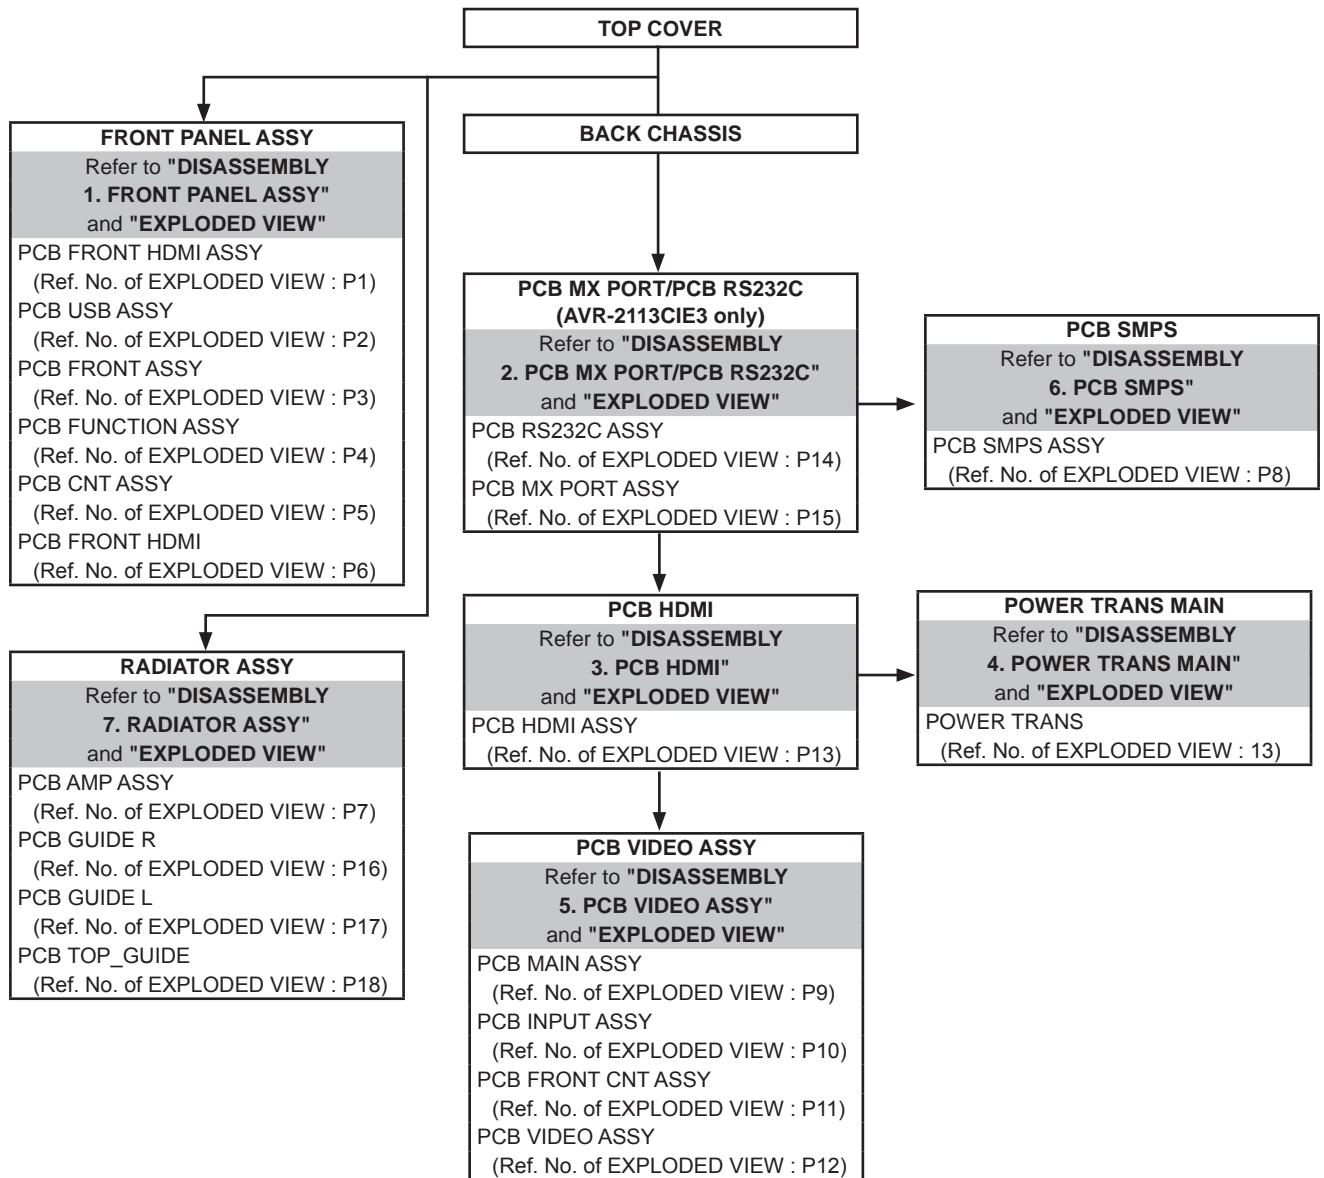 TOP COVER
FRONT PANEL ASSY
Refer to "DISASSEMBLY
1. FRONT PANEL ASSY"
and "EXPLODED VIEW"
PCB FRONT HDMI ASSY
(Ref. No. of EXPLODED VIEW : P1)
PCB USB ASSY
(Ref. No. of EXPLODED VIEW : P2)
PCB FRONT ASSY
(Ref. No. of EXPLODED VIEW : P3)
PCB FUNCTION ASSY
(Ref. No. of EXPLODED VIEW : P4)
PCB CNT ASSY
(Ref. No. of EXPLODED VIEW : P5)
PCB FRONT HDMI
(Ref. No. of EXPLODED VIEW : P6)
RADIATOR ASSY
Refer to "DISASSEMBLY
7. RADIATOR ASSY"
and "EXPLODED VIEW"
PCB AMP ASSY
(Ref. No. of EXPLODED VIEW : P7)
PCB GUIDE R
(Ref. No. of EXPLODED VIEW : P16)
PCB GUIDE L
(Ref. No. of EXPLODED VIEW : P17)
PCB TOP_GUIDE
(Ref. No. of EXPLODED VIEW : P18)
BACK CHASSIS
PCB MX PORT/PCB RS232C
(AVR-2113CIE3 only)
Refer to "DISASSEMBLY
2. PCB MX PORT/PCB RS232C"
and "EXPLODED VIEW"
PCB RS232C ASSY
(Ref. No. of EXPLODED VIEW : P14)
PCB MX PORT ASSY
(Ref. No. of EXPLODED VIEW : P15)
PCB SMPS
Refer to "DISASSEMBLY
6. PCB SMPS"
and "EXPLODED VIEW"
PCB SMPS ASSY
(Ref. No. of EXPLODED VIEW : P8)
PCB HDMI
Refer to "DISASSEMBLY
3. PCB HDMI"
and "EXPLODED VIEW"
PCB HDMI ASSY
(Ref. No. of EXPLODED VIEW : P13)
POWER TRANS MAIN
Refer to "DISASSEMBLY
4. POWER TRANS MAIN"
and "EXPLODED VIEW"
POWER TRANS
(Ref. No. of EXPLODED VIEW : 13)
PCB VIDEO ASSY
Refer to "DISASSEMBLY
5. PCB VIDEO ASSY"
and "EXPLODED VIEW"
PCB MAIN ASSY
(Ref. No. of EXPLODED VIEW : P9)
PCB INPUT ASSY
(Ref. No. of EXPLODED VIEW : P10)
PCB FRONT CNT ASSY
(Ref. No. of EXPLODED VIEW : P11)
PCB VIDEO ASSY
(Ref. No. of EXPLODED VIEW : P12)